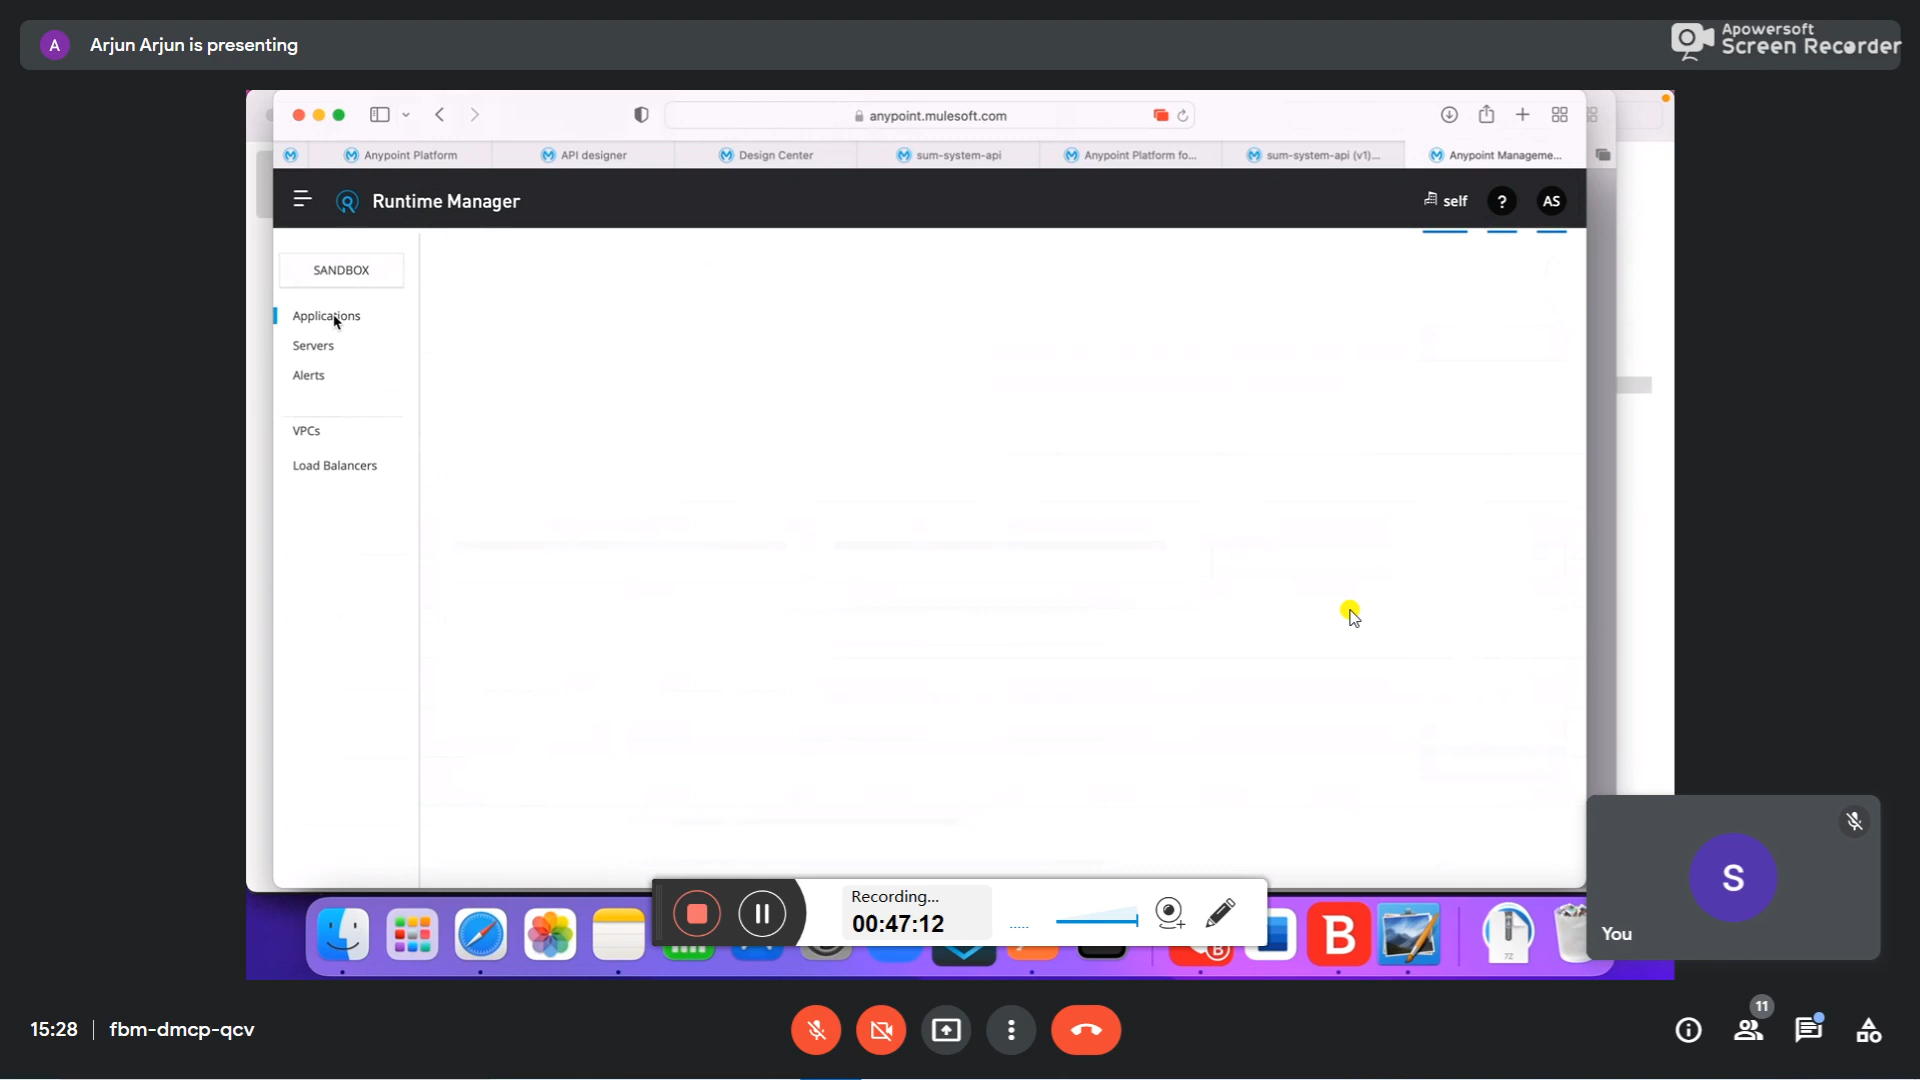 A
Arjun Arjun is presenting
Apowersoft
Screen Recorder
anypoint.mulesoft.com
Anypoint Platform
API designer
Design Center
sum-system-api
Anypoint Platform fo...
sum-system-api (v1)...
Anypoint Manageme...
Runtime Manager
self
?
AS
SANDBOX
Applications
Servers
Alerts
VPCs
Load Balancers
Recording...
00:47:12
B
B
7Z
S
You
15:28
fbm-dmcp-qcv
11